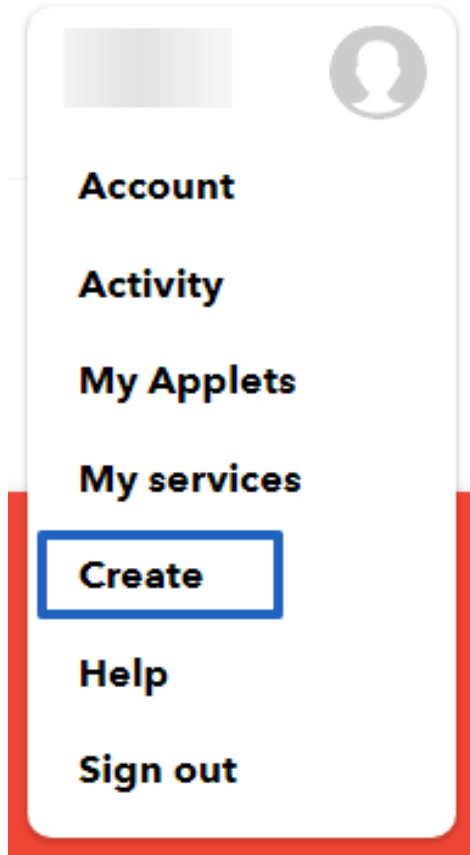 Account
Activity
My Applets
My services
Create
Help
Sign out